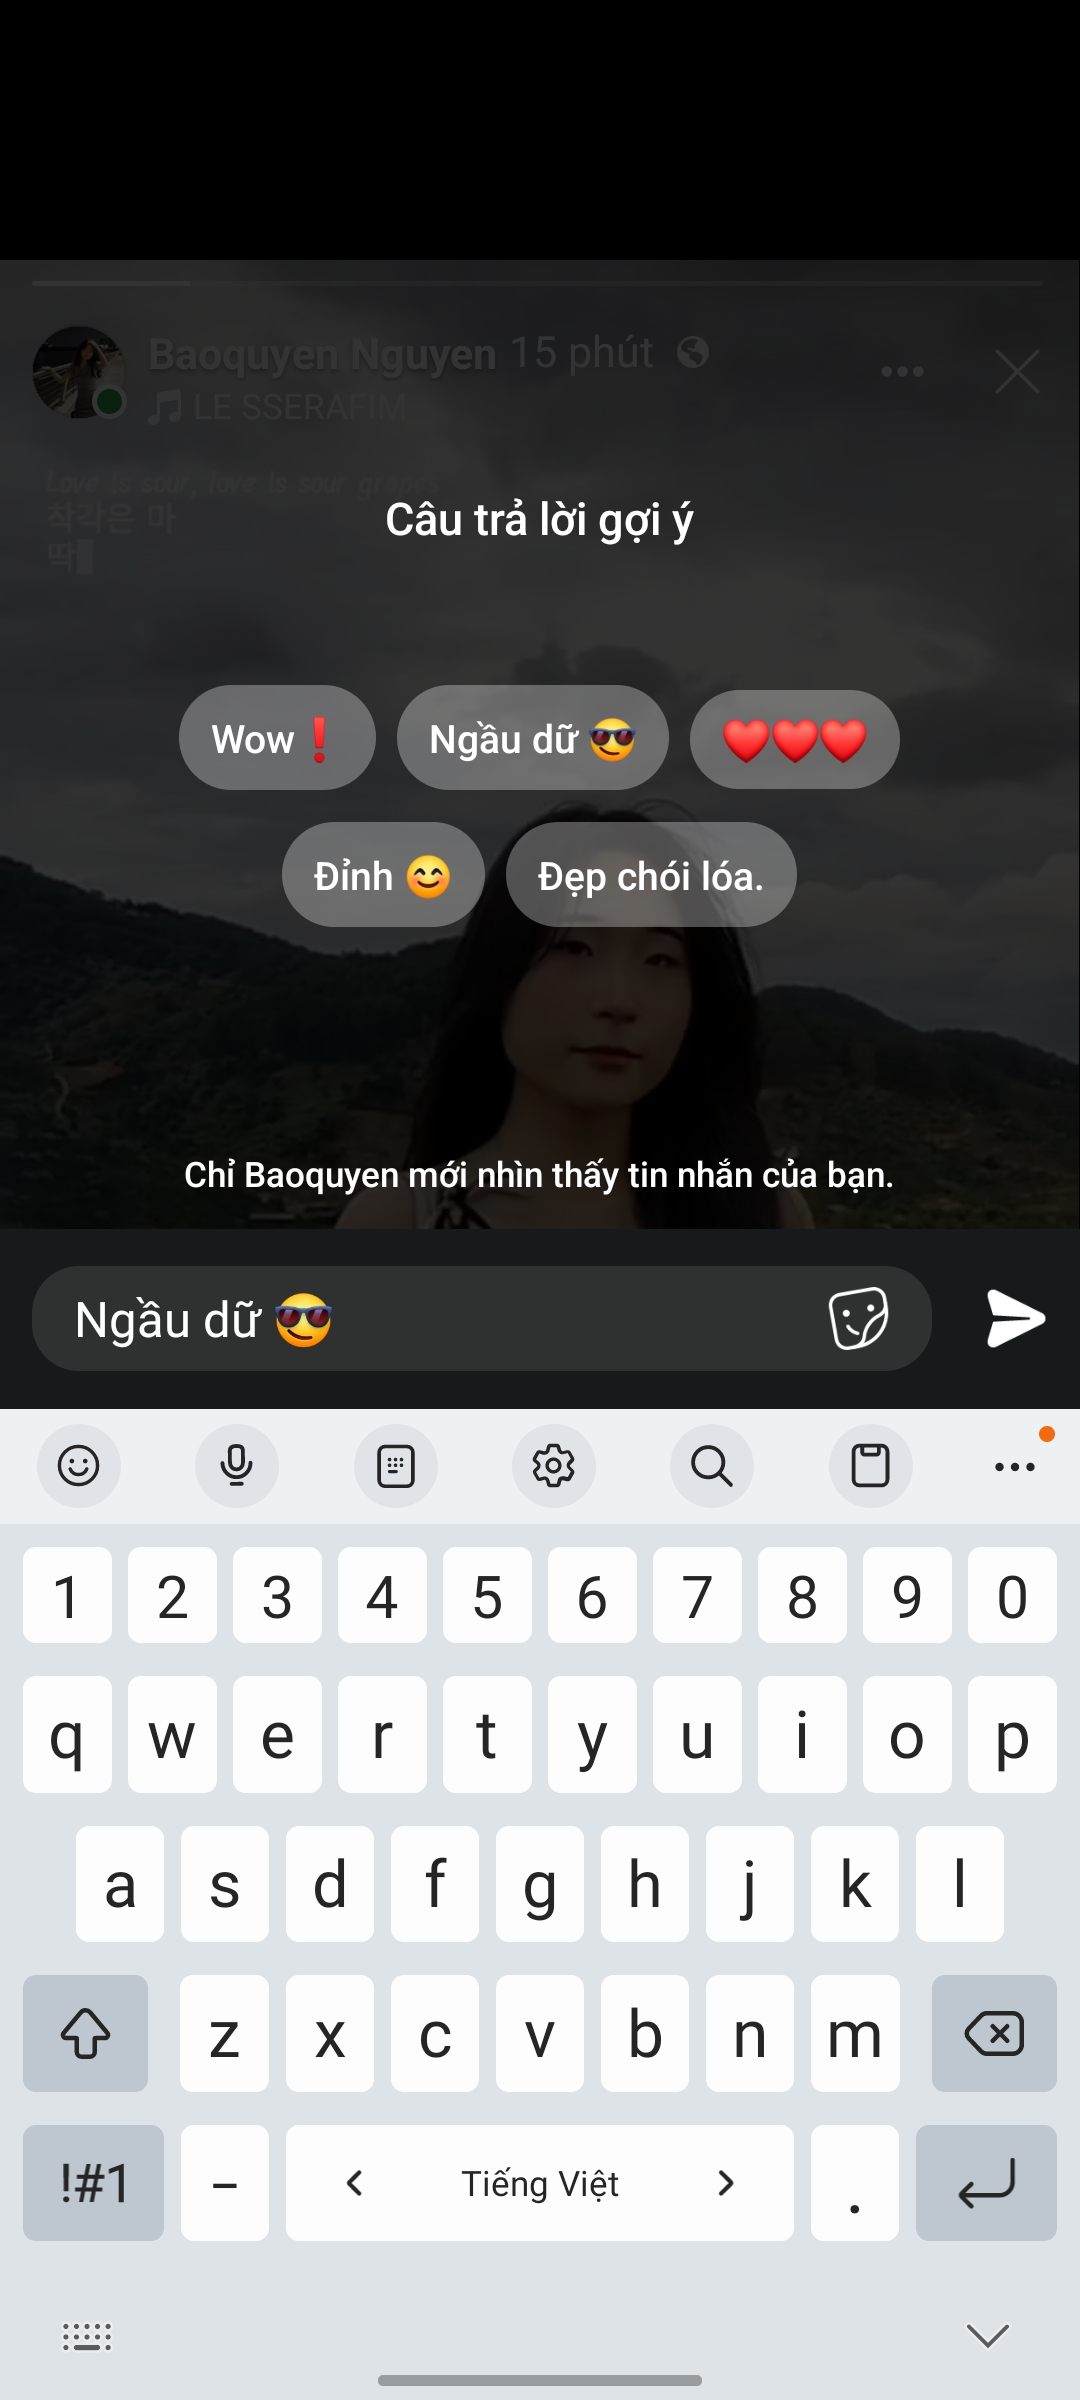 Baoquyen Nguyen 15 phút
LE SSERAFIM
Love is sour, love is sour grapes
착각은 마
딱
Câu trả lời gợi ý
Wow❗ Ngầu dữ 😎 ❤️❤️❤️
Đỉnh 😊 Đẹp chói lóa.
Chỉ Baoquyen mới nhìn thấy tin nhắn của bạn.
Ngầu dữ 😎
1 2 3 4 5 6 7 8 9 0
q w e r t y u i o p
a s d f g h j k l
z x c v b n m
!#1 – < Tiếng Việt > .